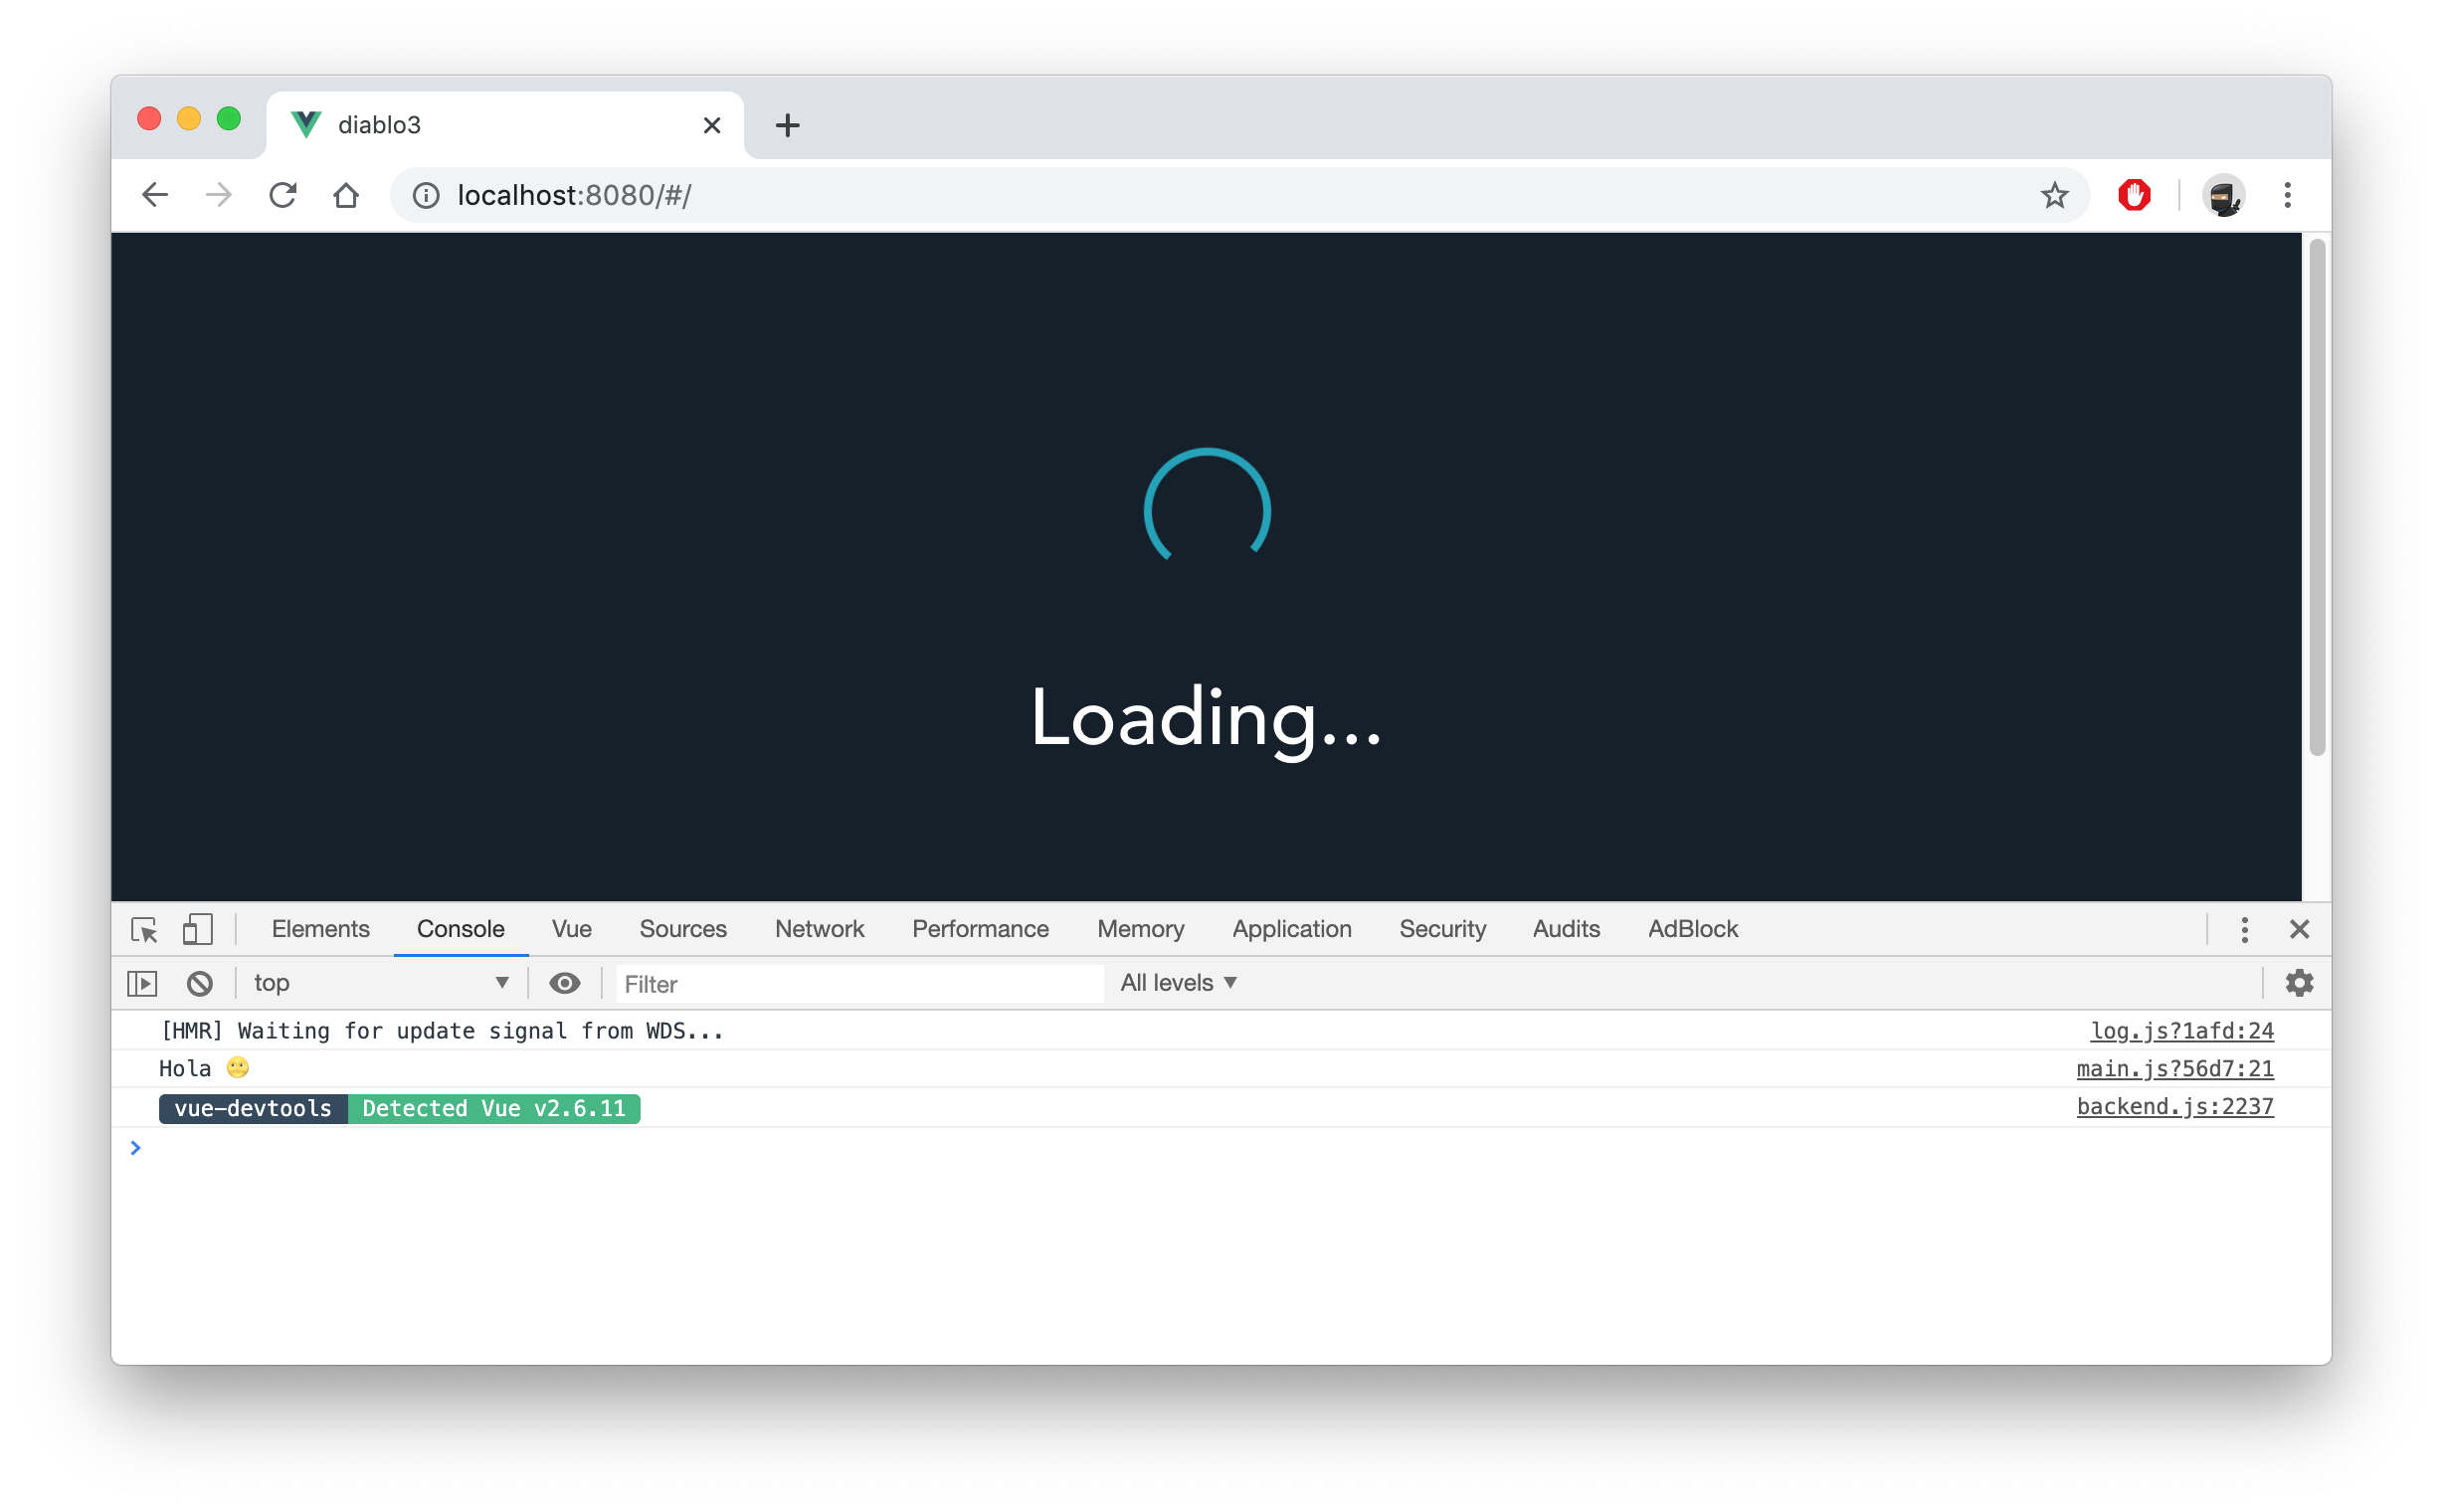 diablo3
localhost:8080/#/
Loading...
Elements Console Vue Sources Network Performance Memory Application Security Audits AdBlock
top Filter All levels
[HMR] Waiting for update signal from WDS... log.js?1afd:24
Hola 🌝 main.js?56d7:21
vue-devtools Detected Vue v2.6.11 backend.js:2237